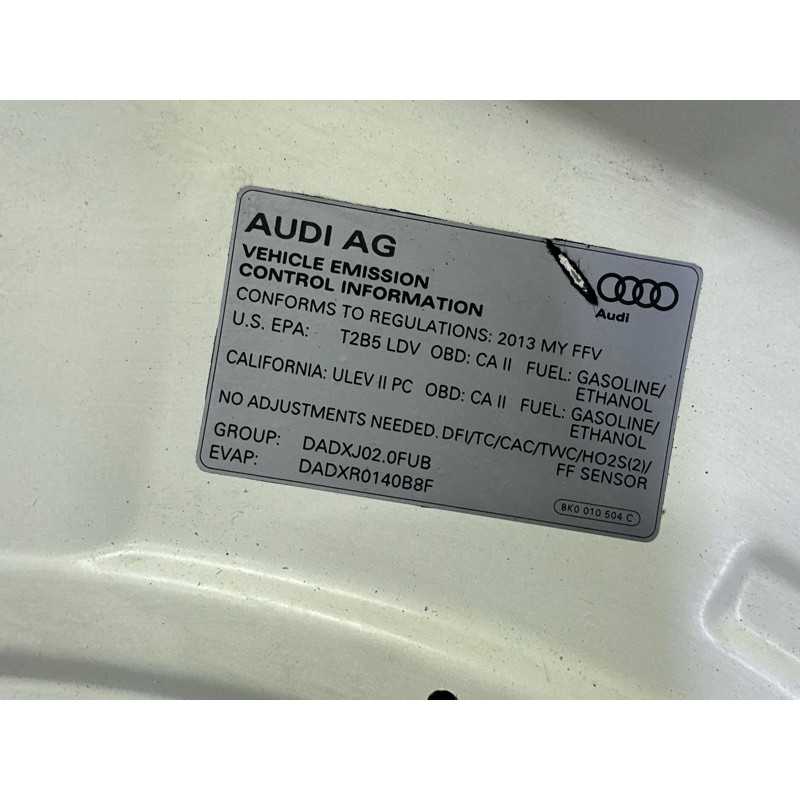 AUDI AG
Audi
VEHICLE EMISSION
CONTROL INFORMATION
CONFORMS TO REGULATIONS: 2013 MY FFV
U.S. EPA: T2B5 LDV OBD: CA II FUEL: GASOLINE/
ETHANOL
CALIFORNIA: ULEV II PC OBD: CA II FUEL: GASOLINE/
ETHANOL
NO ADJUSTMENTS NEEDED. DFI/TC/CAC/TWC/HO2S(2)/
FF SENSOR
GROUP: DADXJ02.0FUB
EVAP: DADXR0140B8F
8K0 010 504 C